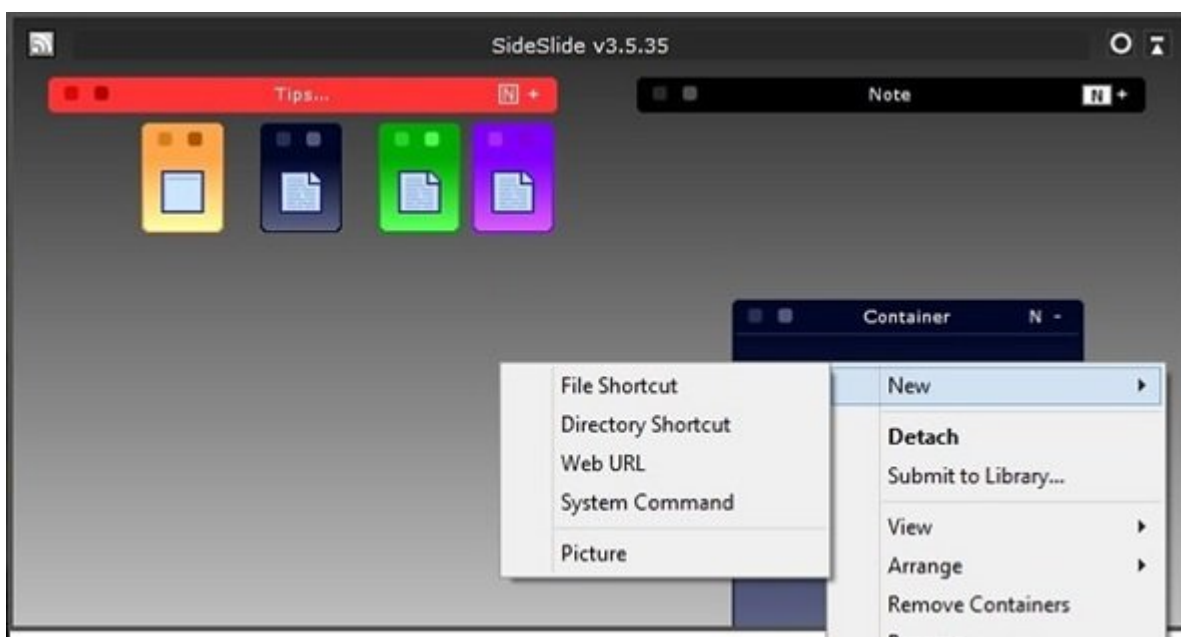 SideSlide v3.5.35
Tips... N +
Note N +
Container N -
File Shortcut
Directory Shortcut
Web URL
System Command
Picture
New
Detach
Submit to Library...
View
Arrange
Remove Containers